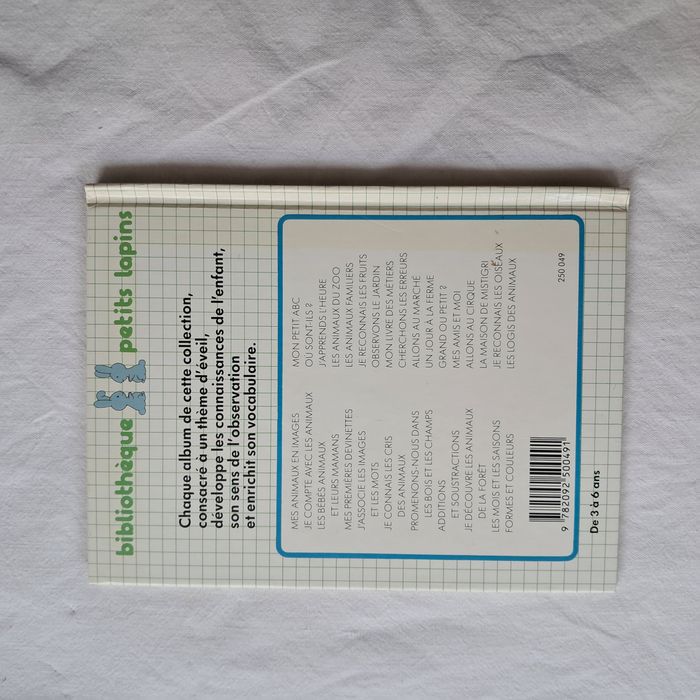 bibliothèque petits lapins
Chaque album de cette collection,
consacré à un thème d'éveil,
développe les connaissances de l'enfant,
son sens de l'observation
et enrichit son vocabulaire.
MES ANIMAUX EN IMAGES
JE COMPTE AVEC LES ANIMAUX
LES BÉBÉS ANIMAUX
ET LEURS MAMANS
MES PREMIÈRES DEVINETTES
J'ASSOCIE LES IMAGES
ET LES MOTS
JE CONNAIS LES CRIS
DES ANIMAUX
PROMENONS-NOUS DANS
LES BOIS ET LES CHAMPS
ADDITIONS
ET SOUSTRACTIONS
JE DÉCOUVRE LES ANIMAUX
DE LA FORÊT
LES MOIS ET LES SAISONS
FORMES ET COULEURS
MON PETIT ABC
OU SONT-ILS ?
J'APPRENDS L'HEURE
LES ANIMAUX DU ZOO
LES ANIMAUX FAMILIERS
JE RECONNAIS LES FRUITS
OBSERVONS LE JARDIN
MON LIVRE DES MÉTIERS
CHERCHONS LES ERREURS
ALLONS AU MARCHÉ
UN JOUR À LA FERME
GRAND OU PETIT ?
MES AMIS ET MOI
ALLONS AU CIRQUE
LA MAISON DE MISTIGRI
JE RECONNAIS LES OISEAUX
LES LOGIS DES ANIMAUX
9 782092 500491
250 049
De 3 à 6 ans